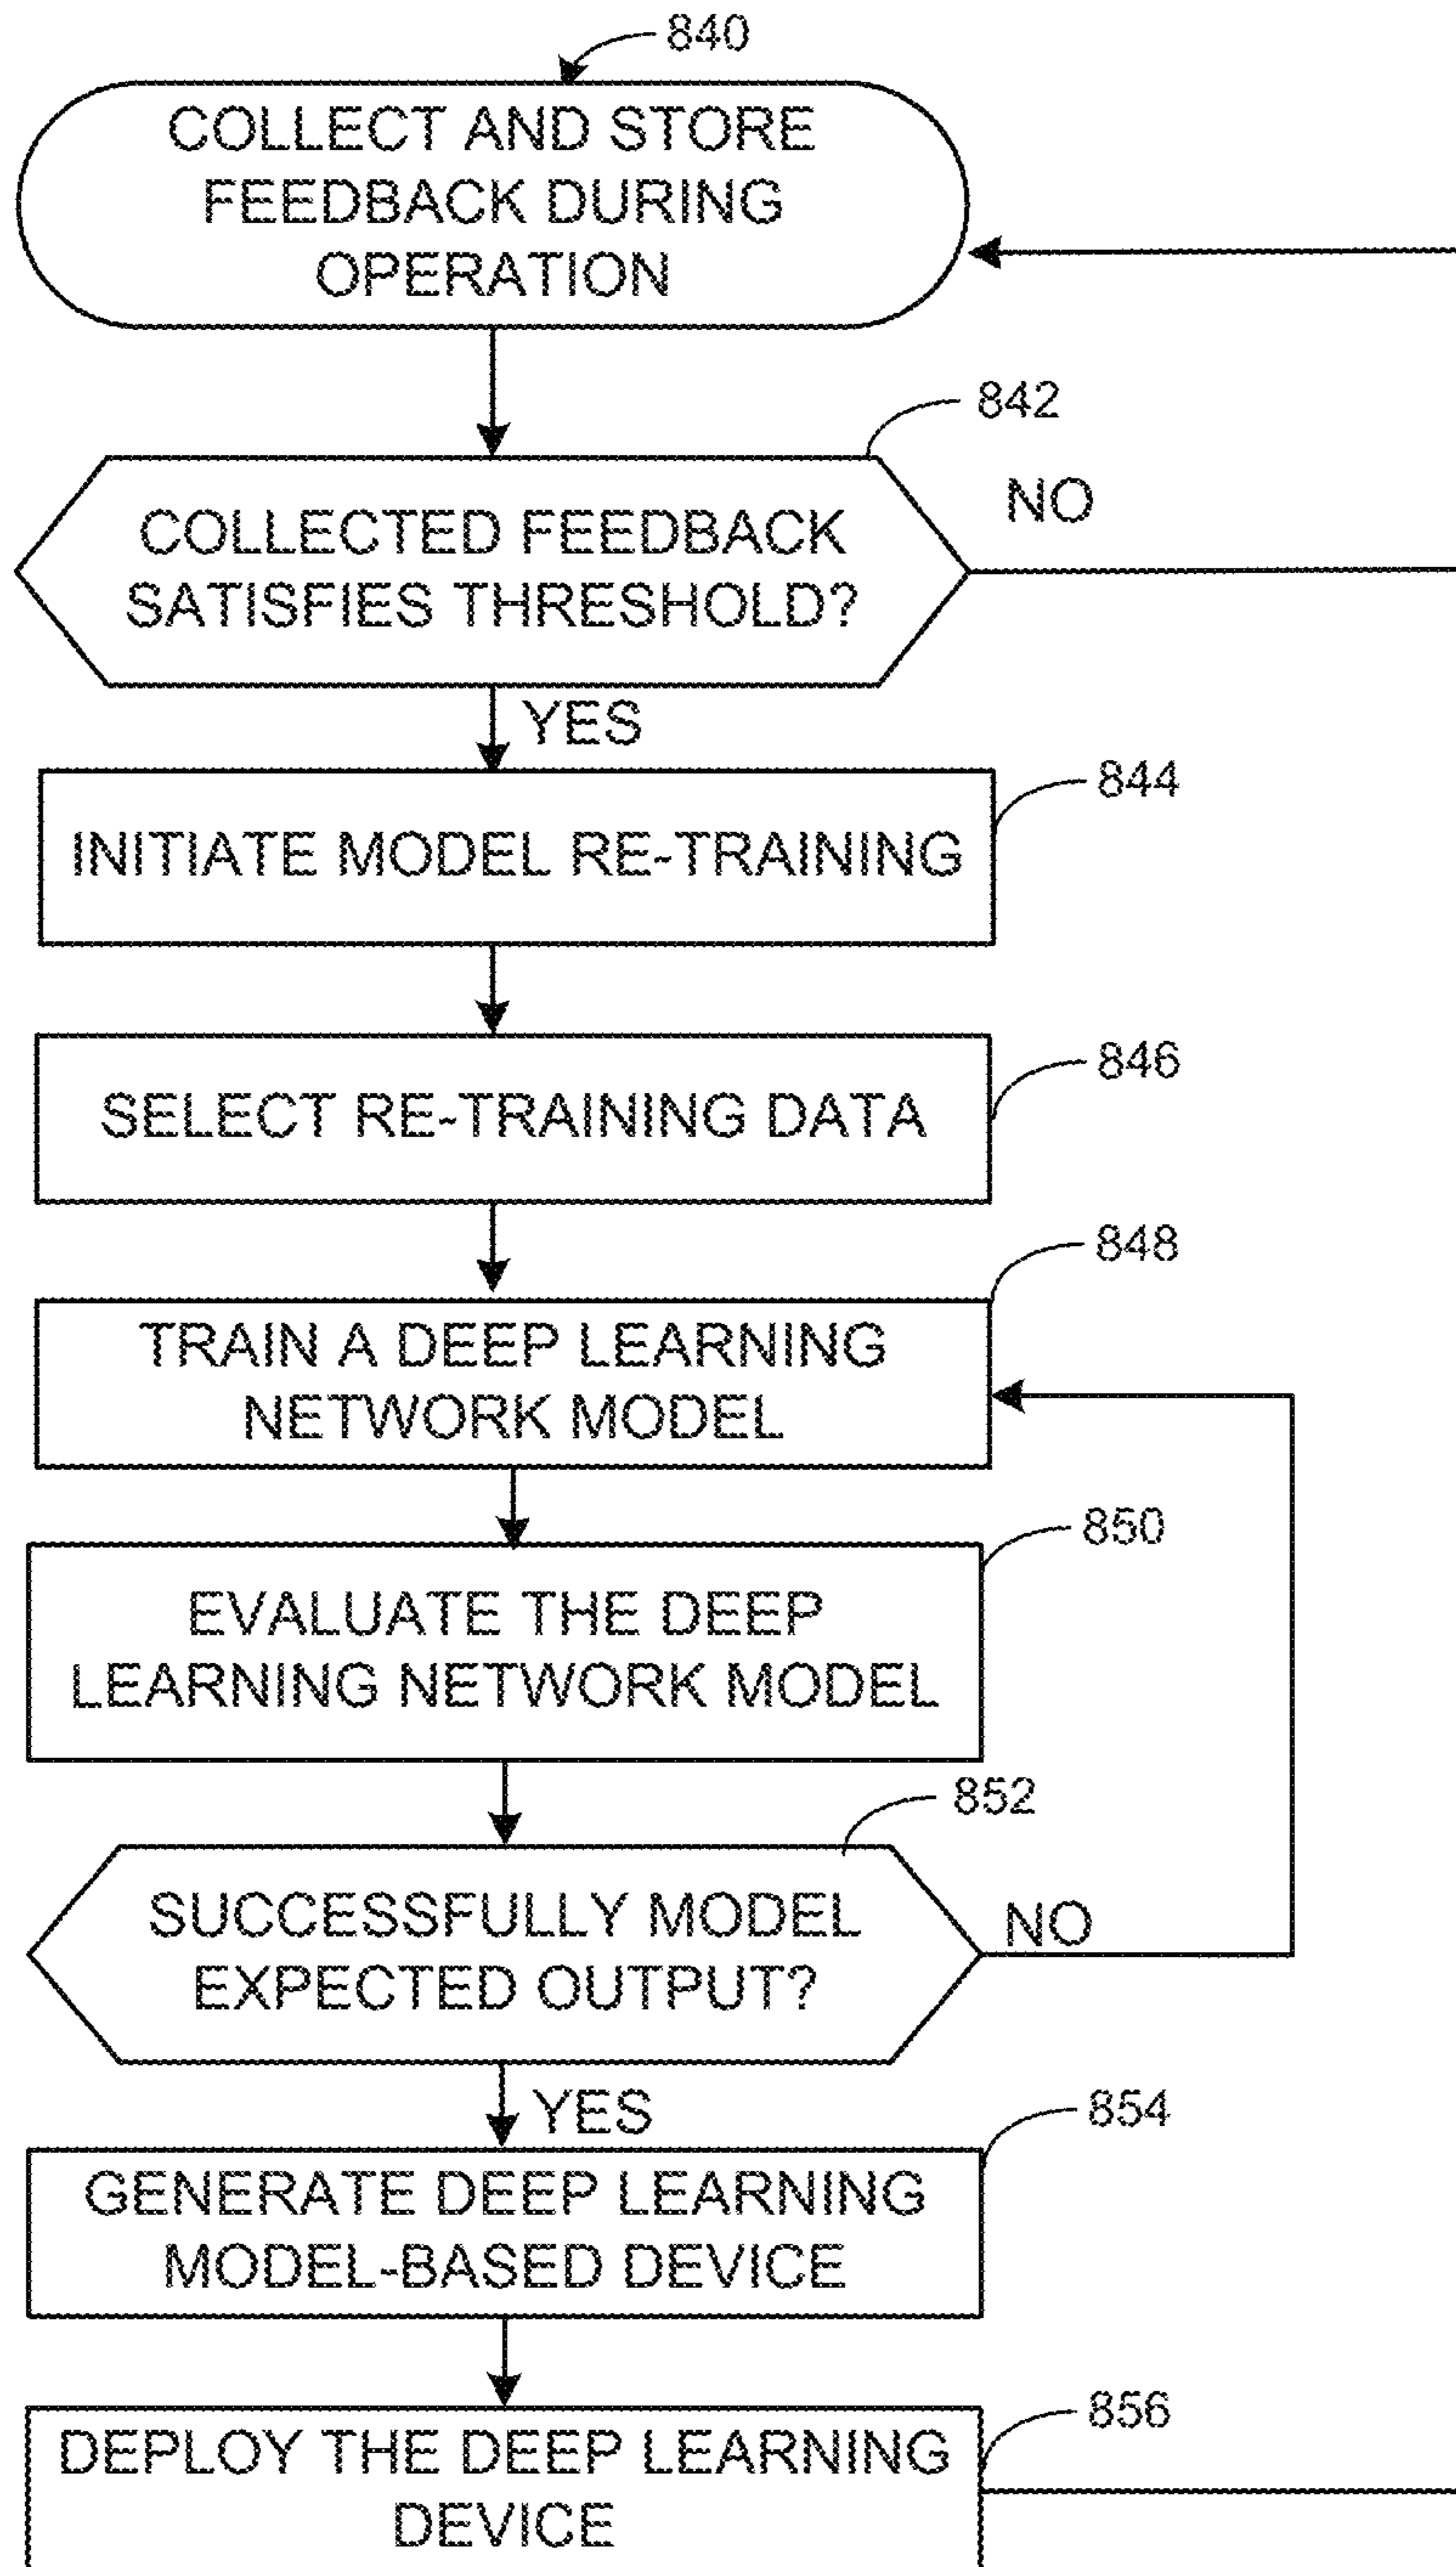 840
COLLECT AND STORE
FEEDBACK DURING
OPERATION
842
COLLECTED FEEDBACK
SATISFIES THRESHOLD?
NO
YES
844
INITIATE MODEL RE-TRAINING
846
SELECT RE-TRAINING DATA
848
TRAIN A DEEP LEARNING
NETWORK MODEL
850
EVALUATE THE DEEP
LEARNING NETWORK MODEL
852
SUCCESSFULLY MODEL
EXPECTED OUTPUT?
NO
YES
854
GENERATE DEEP LEARNING
MODEL-BASED DEVICE
856
DEPLOY THE DEEP LEARNING
DEVICE